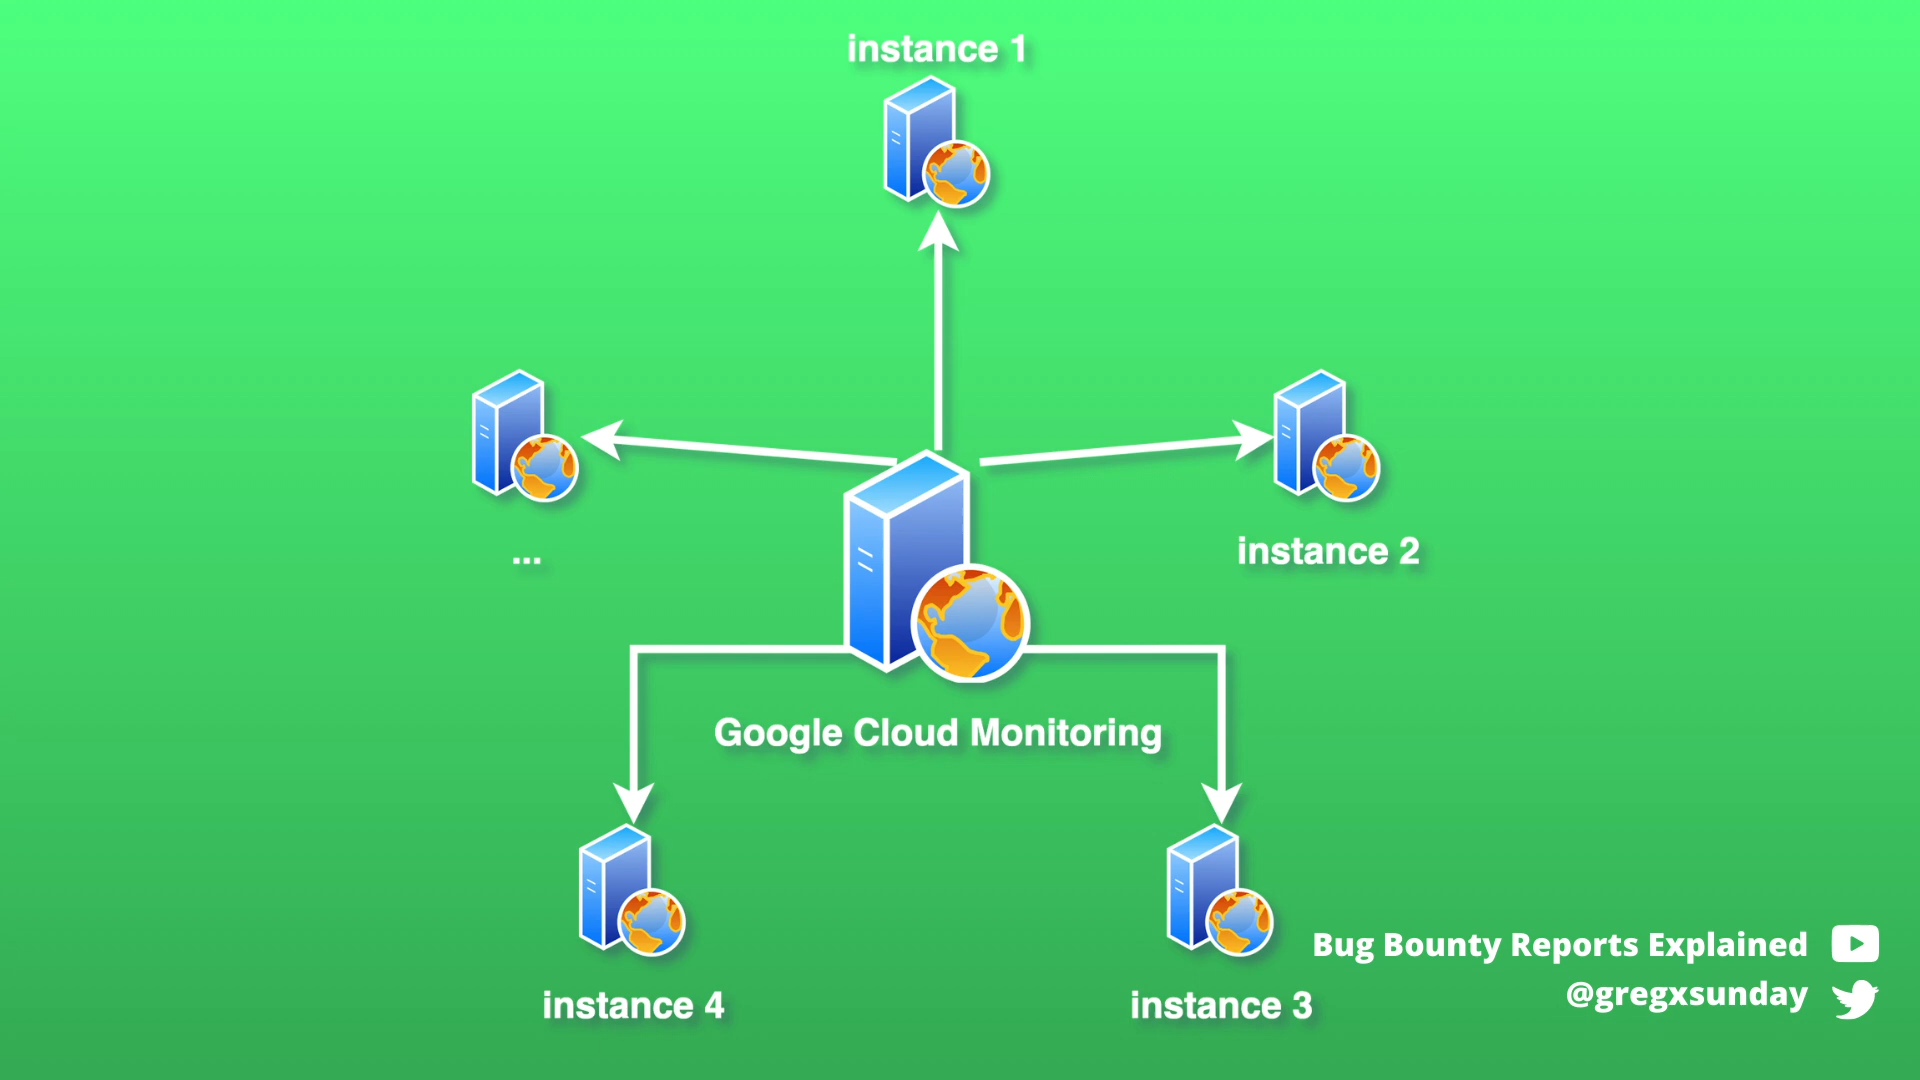 instance 1
...
instance 2
Google Cloud Monitoring
instance 4
instance 3
Bug Bounty Reports Explained
@gregxsunday